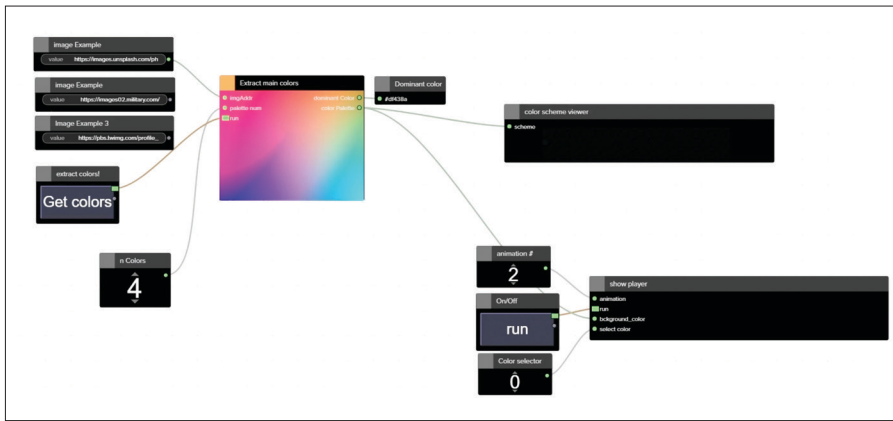 image Example
value https://images.unsplash.com/ph
image Example
value https://images02.military.com/
Image Example 3
value https://pbs.twimg.com/profile_
extract colors!
Get colors
n Colors
4
Extract main colors
imgAddr
palette num
run
dominant Color
color Palette
Dominant color
#df438a
color scheme viewer
scheme
animation #
2
On/Off
run
Color selector
0
show player
animation
run
bckground_color
select color